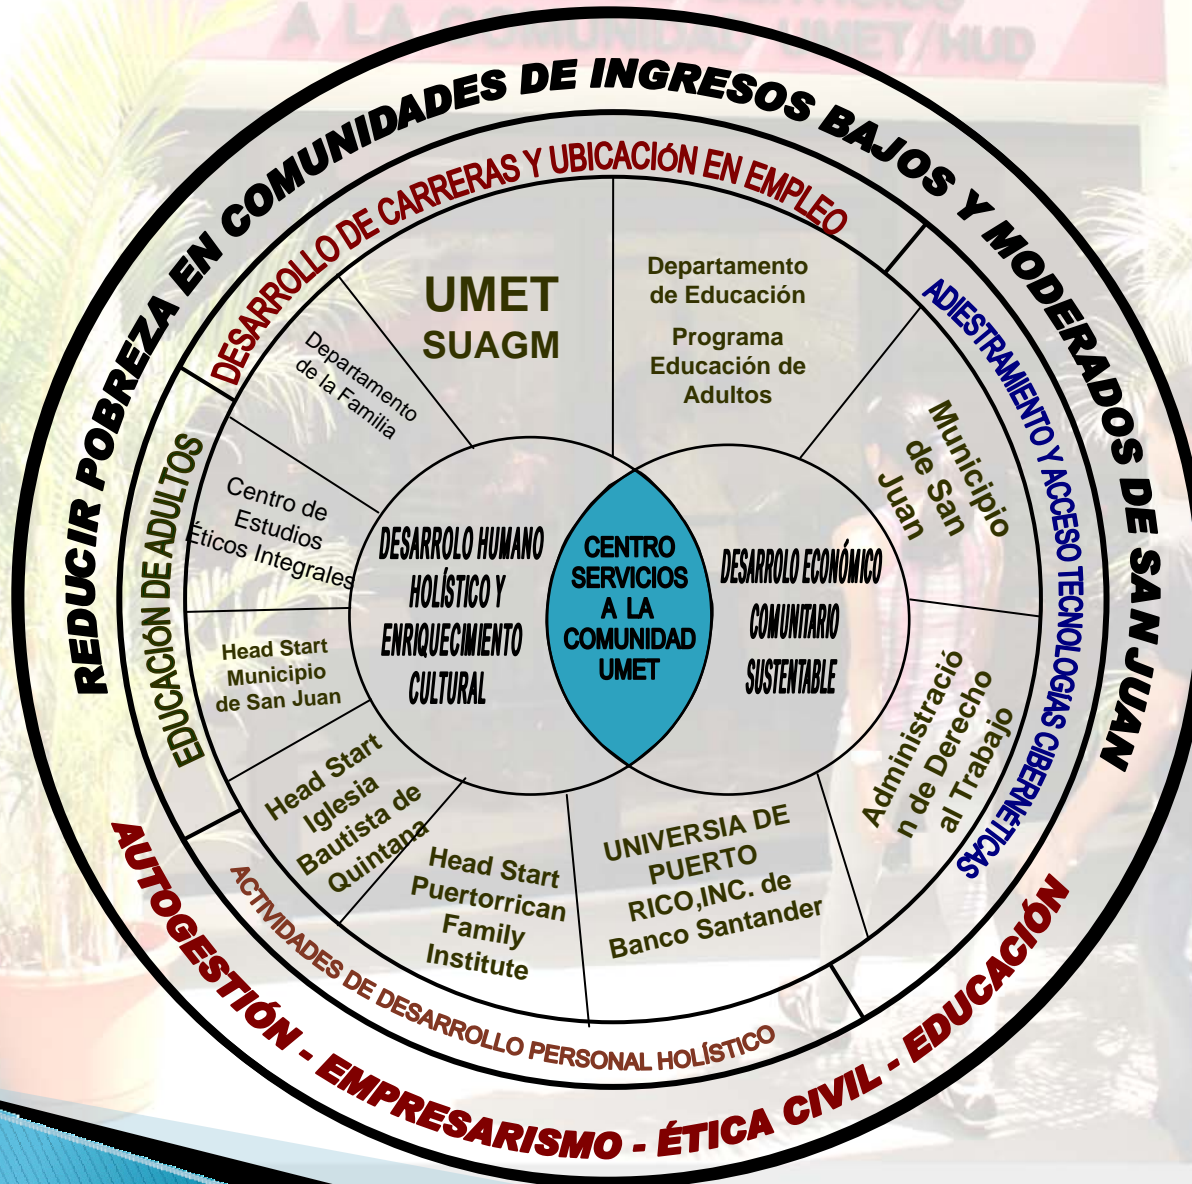 A LA COMUNIDAD UMET/HUD
REDUCIR POBREZA EN COMUNIDADES DE INGRESOS BAJOS Y MODERADOS DE SAN JUAN
DESARROLLO DE CARRERAS Y UBICACIÓN EN EMPLEO
ADIESTRAMIENTO Y ACCESO TECNOLOGÍAS CIBERNÉTICAS
EDUCACIÓN DE ADULTOS
ACTIVIDADES DE DESARROLLO PERSONAL HOLÍSTICO
AUTOGESTIÓN - EMPRESARISMO - ÉTICA CIVIL - EDUCACIÓN
UMET
SUAGM
Departamento
de Educación
Programa
Educación de
Adultos
Municipio
de San
Juan
Administració
n de Derecho
al Trabajo
UNIVERSIA DE
PUERTO
RICO,INC. de
Banco Santander
Head Start
Puertorrican
Family
Institute
Head Start
Iglesia
Bautista de
Quintana
Head Start
Municipio
de San Juan
Centro de
Estudios
Éticos Integrales
Departamento
de la Familia
DESARROLO HUMANO
HOLÍSTICO Y
ENRIQUECIMIENTO
CULTURAL
CENTRO
SERVICIOS
A LA
COMUNIDAD
UMET
DESARROLO ECONÓMICO
COMUNITARIO
SUSTENTABLE